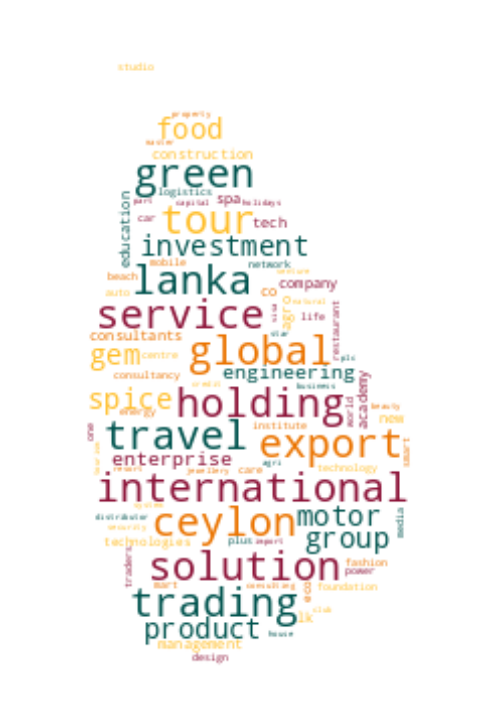 studio
property
food
master
construction
green
logistics
part
capital
spa
holidays
education
car
tour
tech
investment
mobile
network
beach
lanka
venture
company
auto
co
agro
natural
service
visa
life
restaurant
consultants
star
gem
centre
global
plc
engineering
consultancy
credit
business
spice
holding
academy
energy
world
beauty
new
one
travel
institute
export
smart
enterprise
agri
resort
jewellery
care
technology
international
system
distributor
ceylon
motor
media
security
technologies
plus
import
group
traders
solution
fashion
power
mart
consulting
eco
foundation
trading
club
lk
product
house
management
design